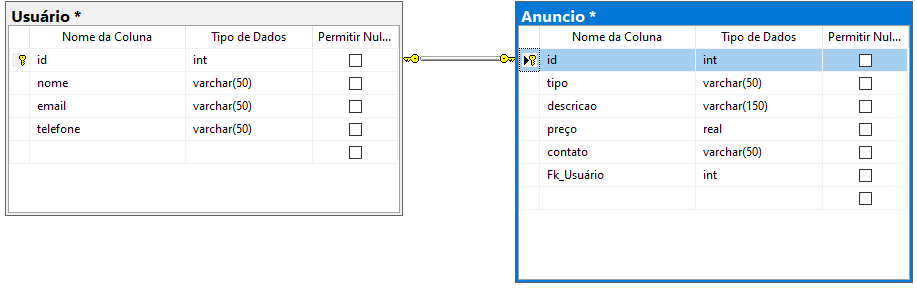 Usuário *
Nome da Coluna Tipo de Dados Permitir Nul...
id int
nome varchar(50)
email varchar(50)
telefone varchar(50)
Anuncio *
Nome da Coluna Tipo de Dados Permitir Nul...
id int
tipo varchar(50)
descricao varchar(150)
preço real
contato varchar(50)
Fk_Usuário int